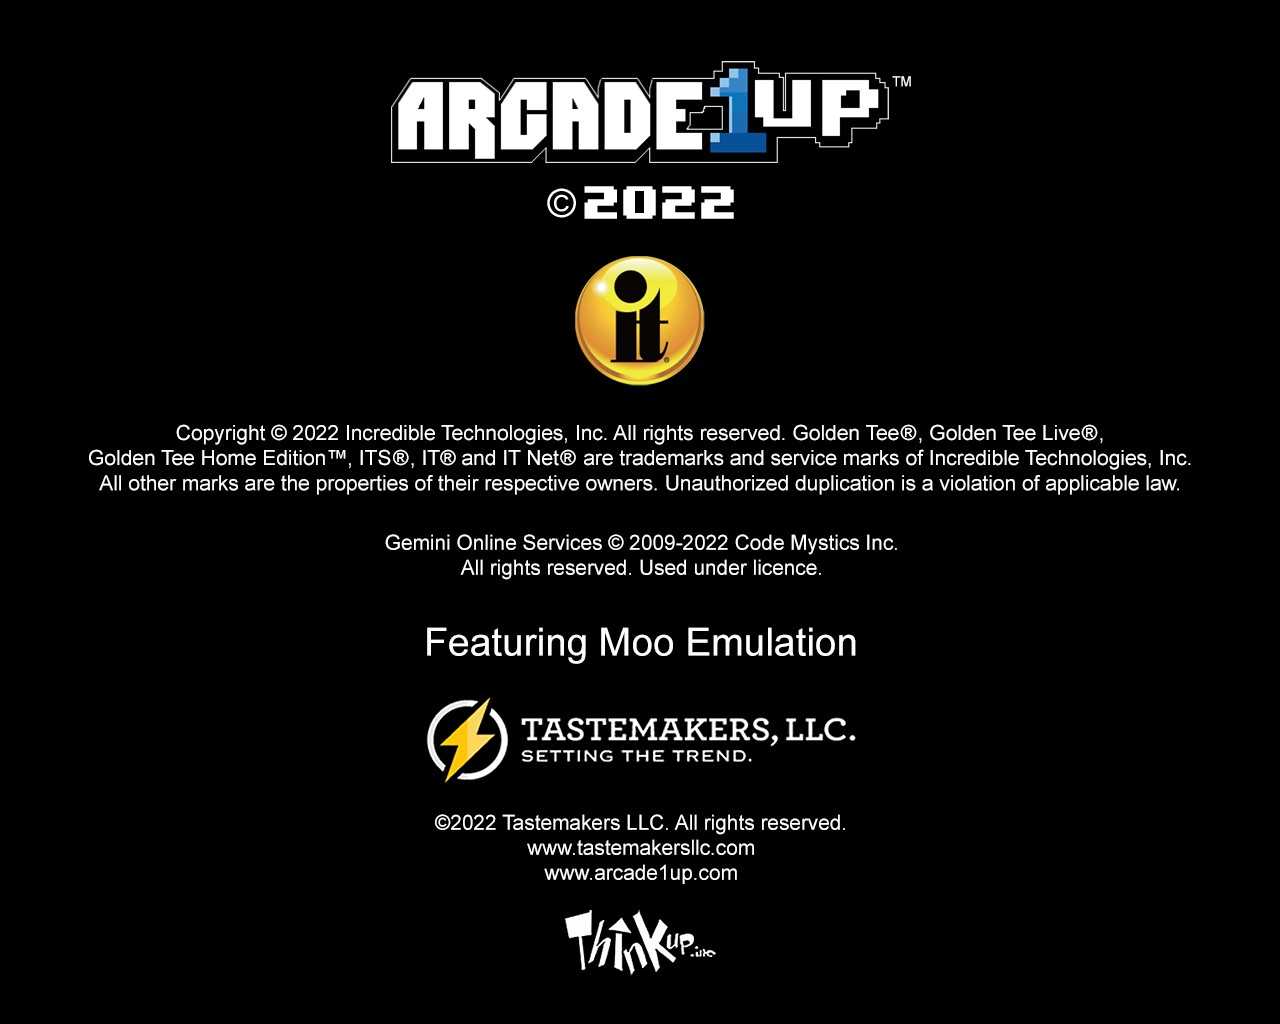 ARCADE1UP™
©2022
it®
Copyright © 2022 Incredible Technologies, Inc. All rights reserved. Golden Tee®, Golden Tee Live®,
Golden Tee Home Edition™, ITS®, IT® and IT Net® are trademarks and service marks of Incredible Technologies, Inc.
All other marks are the properties of their respective owners. Unauthorized duplication is a violation of applicable law.
Gemini Online Services © 2009-2022 Code Mystics Inc.
All rights reserved. Used under licence.
Featuring Moo Emulation
TASTEMAKERS, LLC.
SETTING THE TREND.
©2022 Tastemakers LLC. All rights reserved.
www.tastemakersllc.com
www.arcade1up.com
ThinkUp.inc